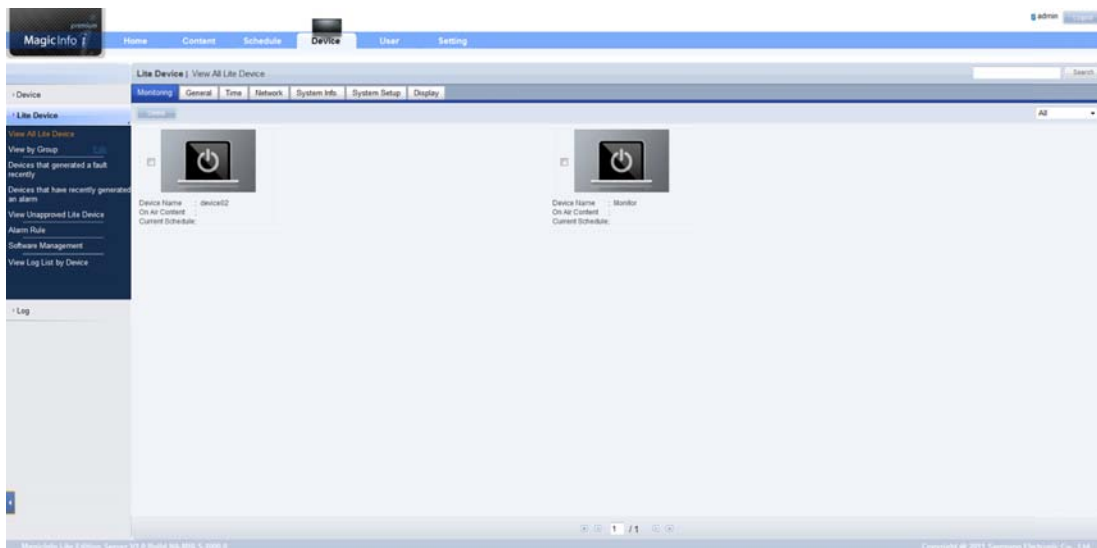 premium
MagicInfo i
admin
Home Content Schedule Device User Setting
Lite Device | View All Lite Device
Search
Monitoring General Time Network System Info. System Setup Display
Device
Lite Device
View All Lite Device
View by Group Edit
Devices that generated a fault recently
Devices that have recently generated an alarm
View Unapproved Lite Device
Alarm Rule
Software Management
View Log List by Device
Log
Delete
All
Device Name : device02
On Air Content :
Current Schedule:
Device Name : Monitor
On Air Content :
Current Schedule:
1 / 1